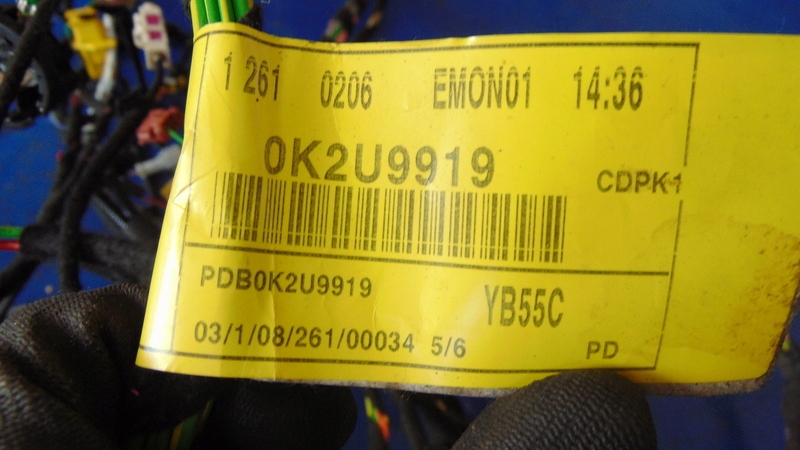 1 261 0206 EMON01 14:36
0K2U9919
CDPK1
PDB0K2U9919
YB55C
03/1/08/261/00034 5/6
PD